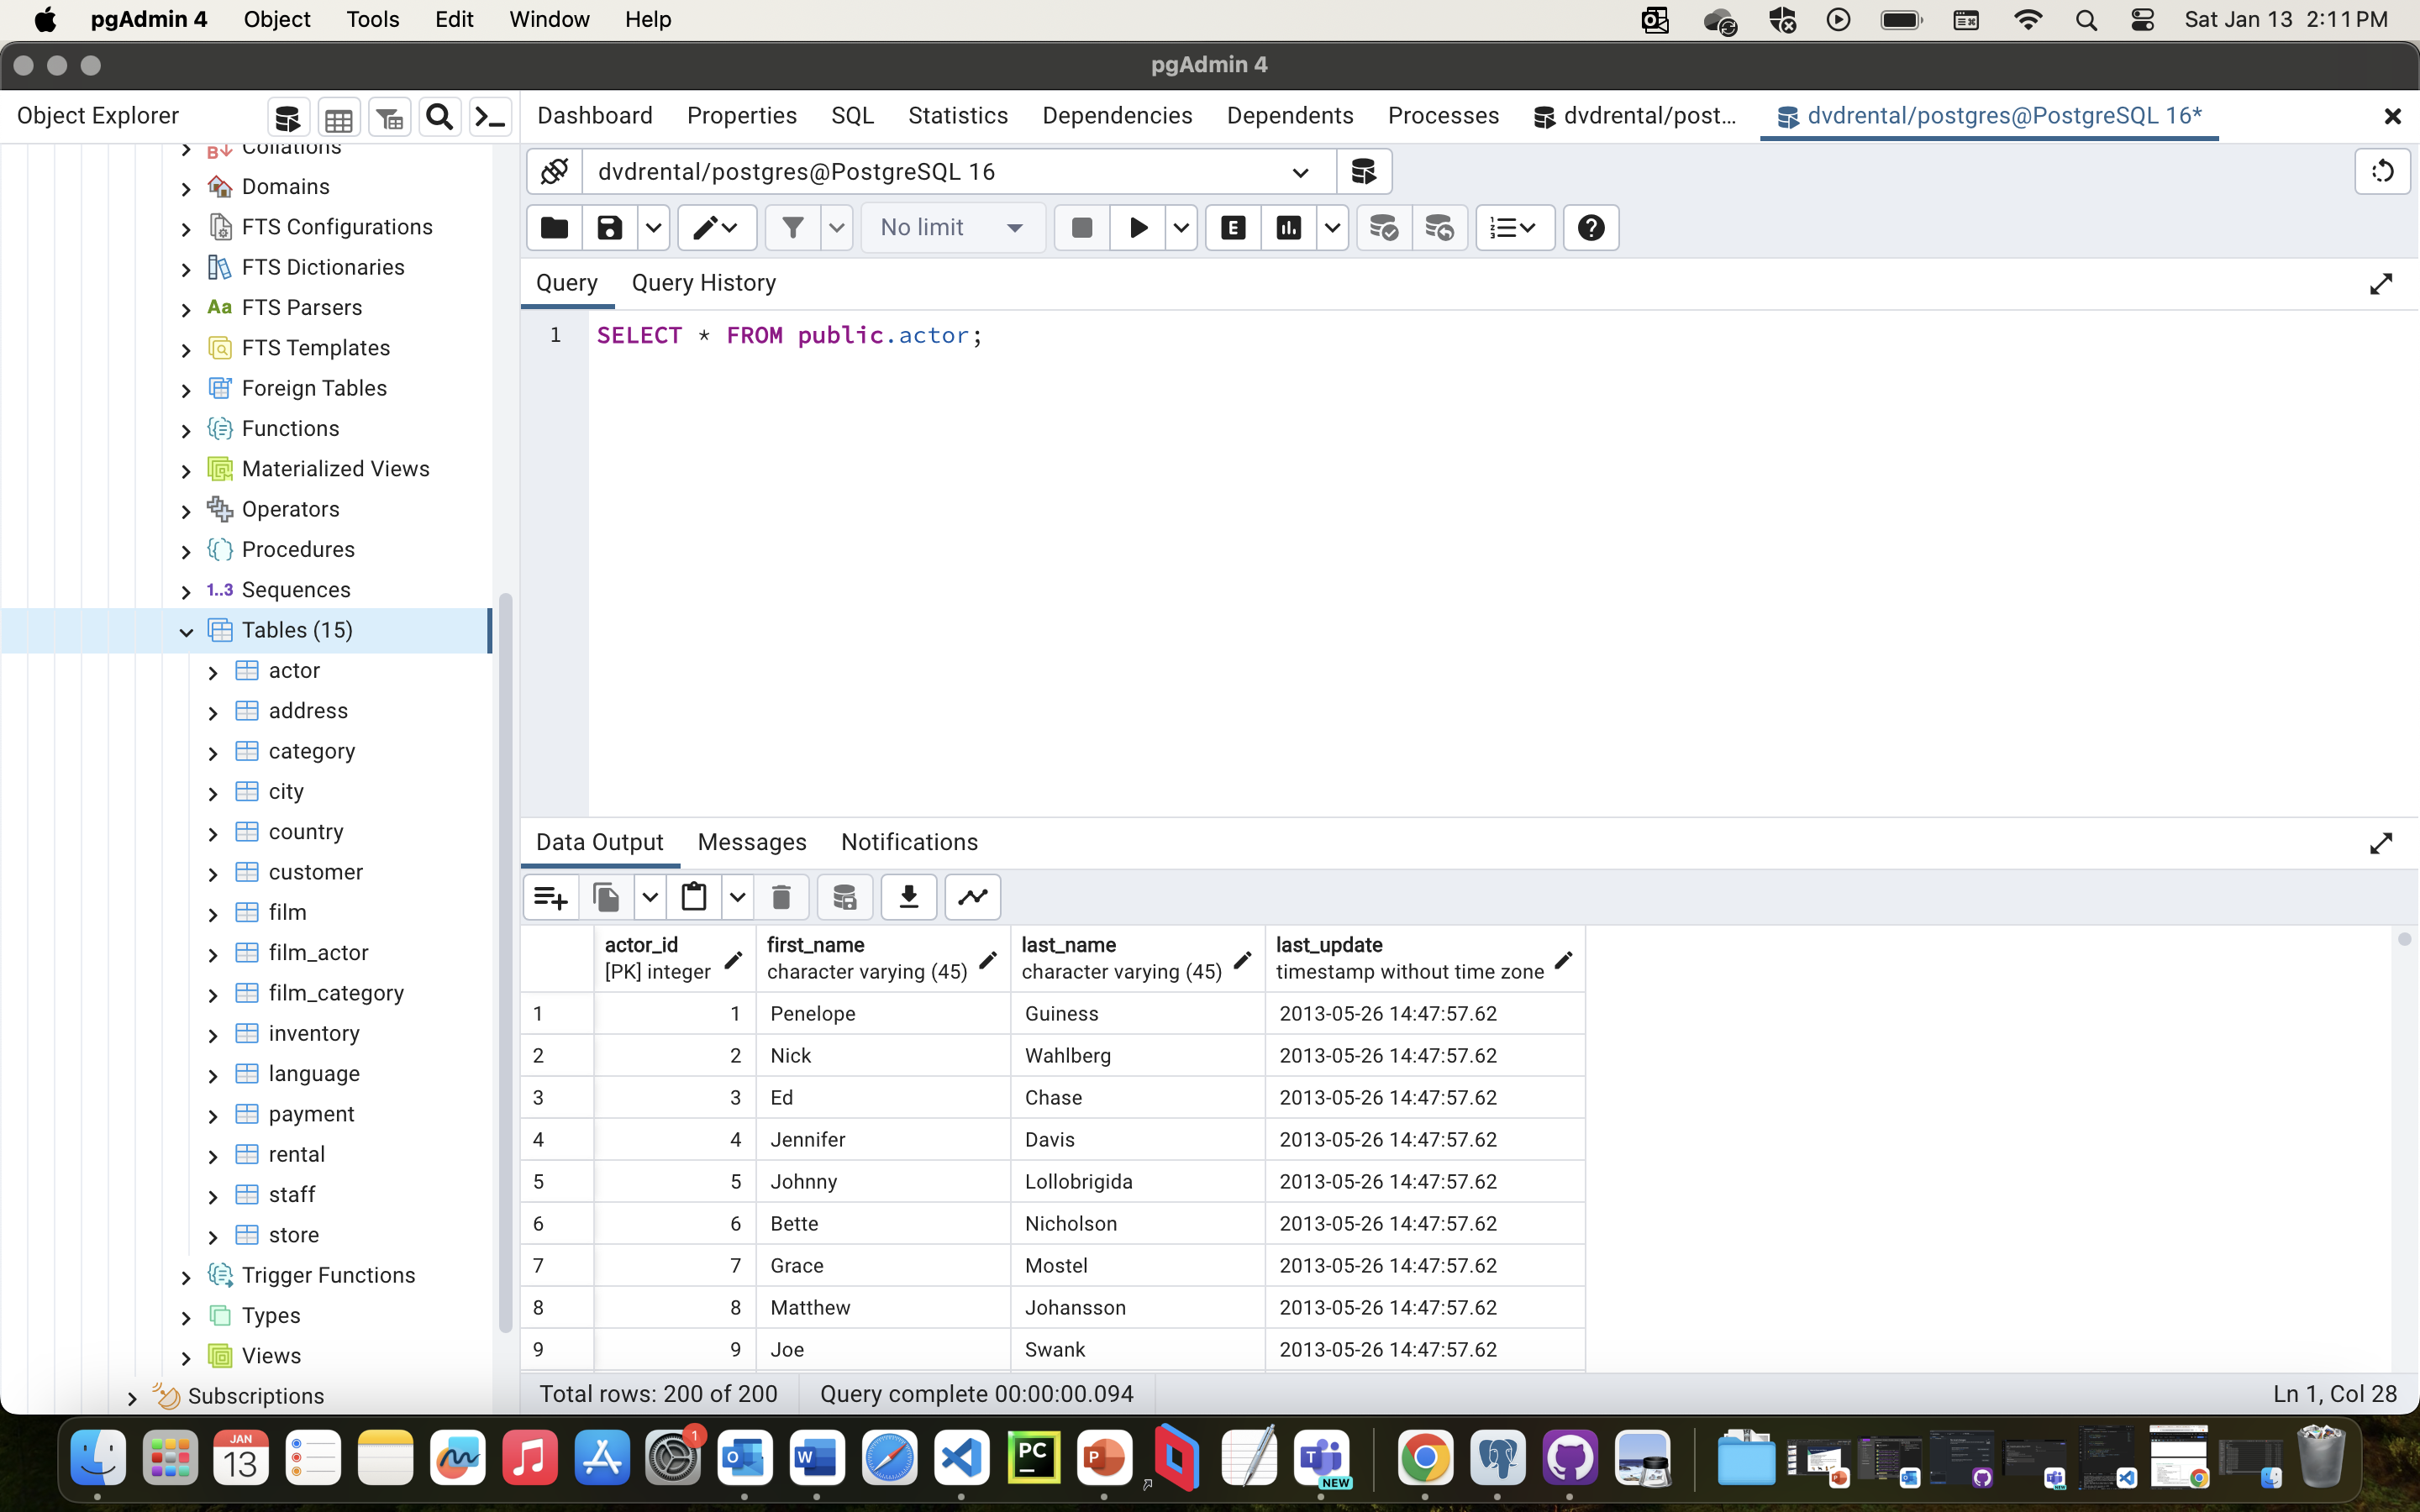 pgAdmin 4 Object Tools Edit Window Help Sat Jan 13 2:11 PM
pgAdmin 4
Object Explorer
Dashboard Properties SQL Statistics Dependencies Dependents Processes dvdrental/post... dvdrental/postgres@PostgreSQL 16*
Collations
Domains
FTS Configurations
FTS Dictionaries
Aa FTS Parsers
FTS Templates
Foreign Tables
Functions
Materialized Views
Operators
Procedures
1..3 Sequences
Tables (15)
actor
address
category
city
country
customer
film
film_actor
film_category
inventory
language
payment
rental
staff
store
Trigger Functions
Types
Views
Subscriptions
dvdrental/postgres@PostgreSQL 16
No limit E
Query Query History
1 SELECT * FROM public.actor;
Data Output Messages Notifications
actor_id first_name last_name last_update
[PK] integer character varying (45) character varying (45) timestamp without time zone
1 1 Penelope Guiness 2013-05-26 14:47:57.62
2 2 Nick Wahlberg 2013-05-26 14:47:57.62
3 3 Ed Chase 2013-05-26 14:47:57.62
4 4 Jennifer Davis 2013-05-26 14:47:57.62
5 5 Johnny Lollobrigida 2013-05-26 14:47:57.62
6 6 Bette Nicholson 2013-05-26 14:47:57.62
7 7 Grace Mostel 2013-05-26 14:47:57.62
8 8 Matthew Johansson 2013-05-26 14:47:57.62
9 9 Joe Swank 2013-05-26 14:47:57.62
Total rows: 200 of 200 Query complete 00:00:00.094 Ln 1, Col 28
JAN
13
1
PC
NEW